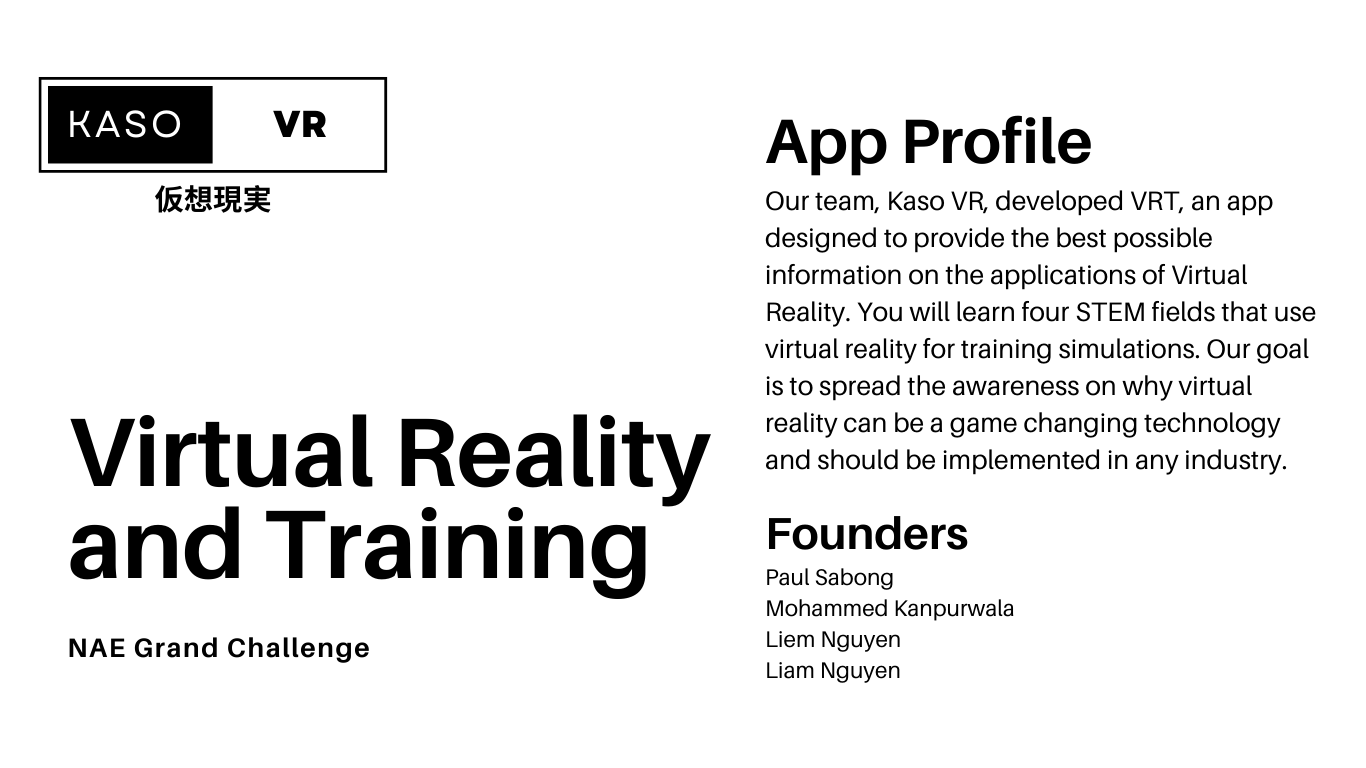 KASO VR
仮想現実
Virtual Reality
and Training
NAE Grand Challenge
App Profile
Our team, Kaso VR, developed VRT, an app
designed to provide the best possible
information on the applications of Virtual
Reality. You will learn four STEM fields that use
virtual reality for training simulations. Our goal
is to spread the awareness on why virtual
reality can be a game changing technology
and should be implemented in any industry.
Founders
Paul Sabong
Mohammed Kanpurwala
Liem Nguyen
Liam Nguyen